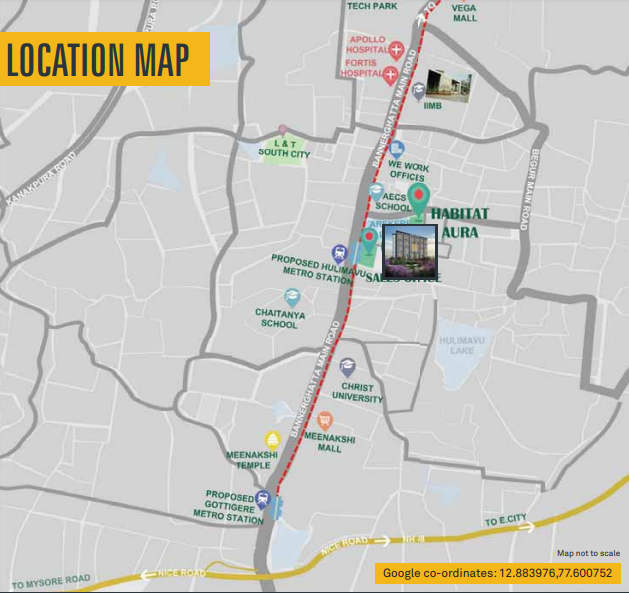 TECH PARK
TO
VEGA
MALL
LOCATION MAP
APOLLO
HOSPITAL
FORTIS
HOSPITAL
BANNERGHATTA MAIN ROAD
IIMB
L & T
SOUTH CITY
KANAKPURA ROAD
WE WORK
OFFICES
BEGUR MAIN ROAD
AECS
SCHOOL
HABITAT
AURA
PROPOSED HULIMAVU
METRO STATION
SALES OFFICE
CHAITANYA
SCHOOL
HULIMAVU
LAKE
BANNERGHATTA MAIN ROAD
CHRIST
UNIVERSITY
MEENAKSHI
MALL
MEENAKSHI
TEMPLE
PROPOSED
GOTTIGERE
METRO STATION
TO E.CITY
NICE ROAD
NH 48
Map not to scale
NICE ROAD
TO MYSORE ROAD
Google co-ordinates: 12.883976,77.600752